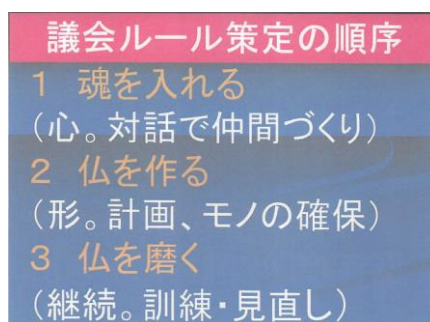 議会ルール策定の順序
1 魂を入れる
(心。対話で仲間づくり)
2 仏を作る
(形。計画、モノの確保)
3 仏を磨く
(継続。訓練・見直し)